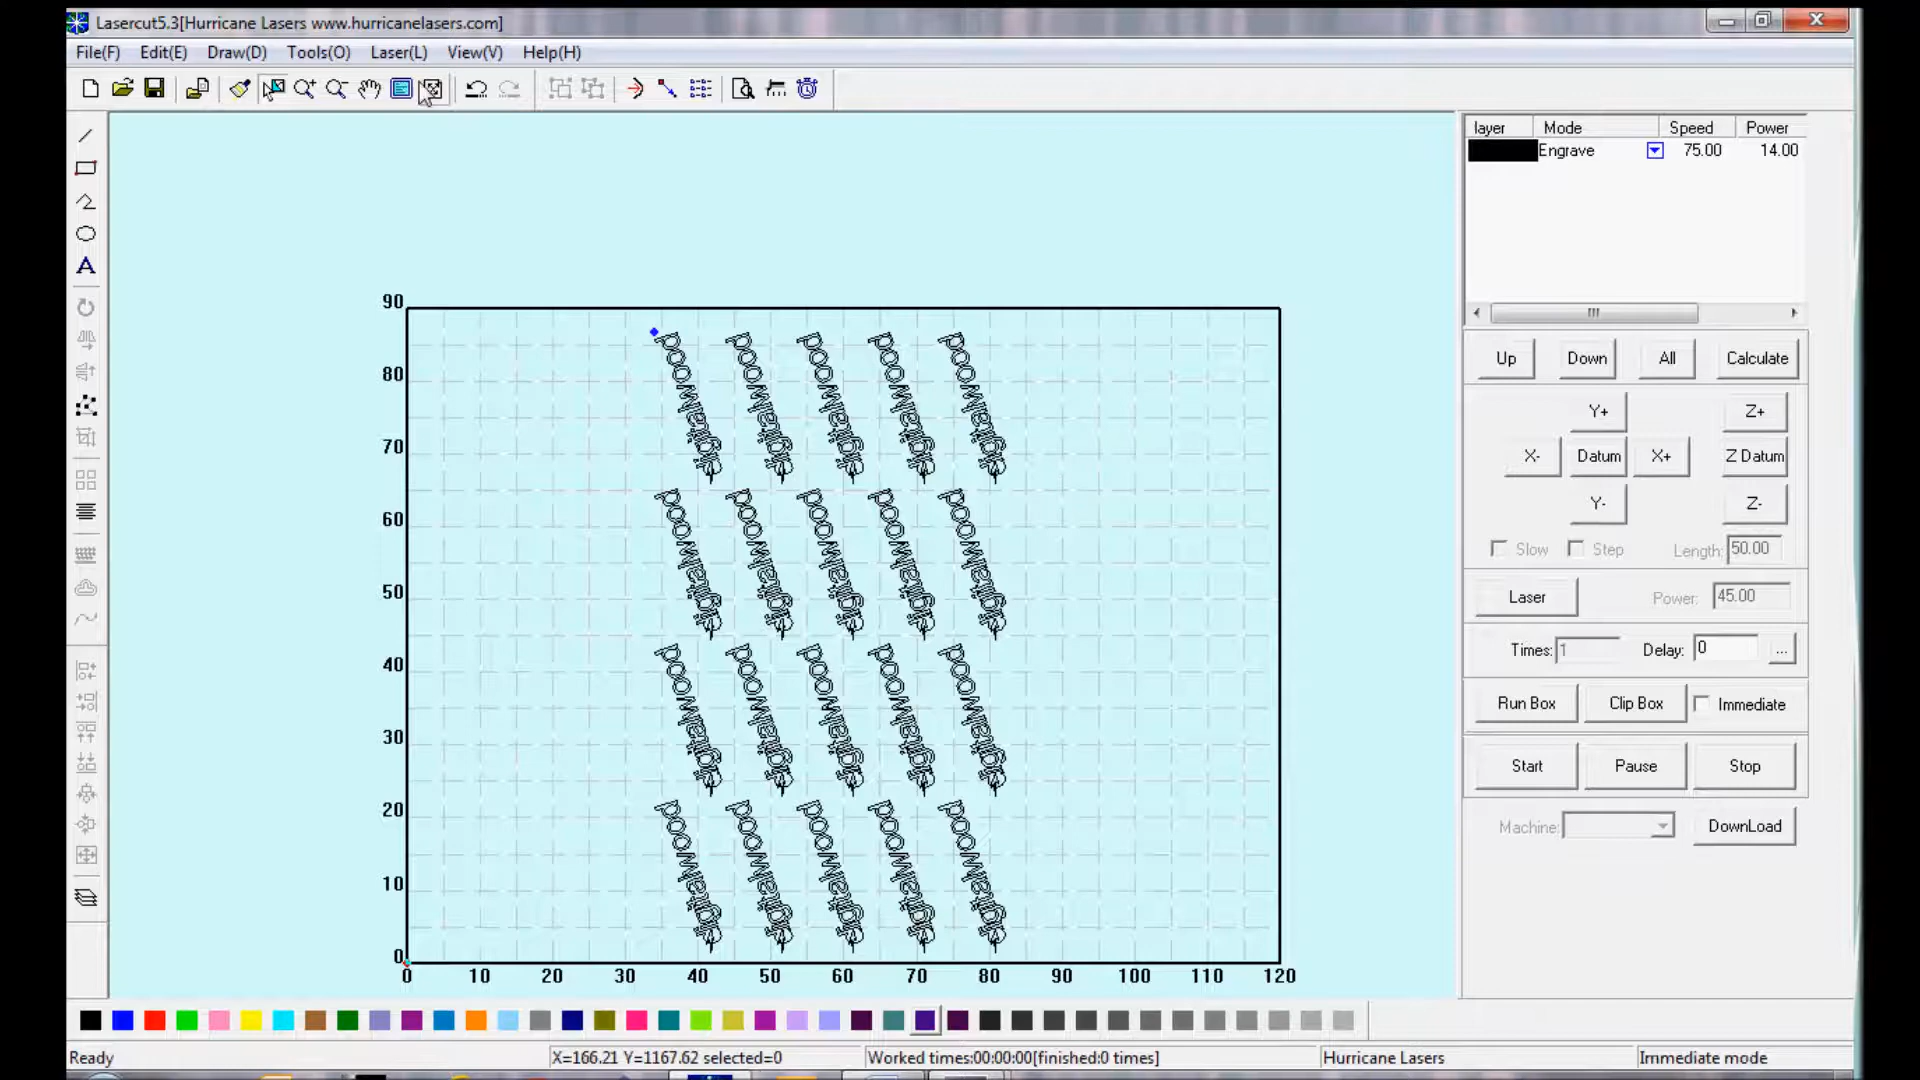 Lasercut5.3[Hurricane Lasers www.hurricanelasers.com]
File(F) Edit(E) Draw(D) Tools(O) Laser(L) View(V) Help(H)
layer Mode Speed Power
Engrave 75.00 14.00
90
80
70
60
50
40
30
20
10
0
0 10 20 30 40 50 60 70 80 90 100 110 120
Up Down All Calculate
Y+ Z+
X- Datum X+ Z Datum
Y- Z-
Slow Step Length: 50.00
Laser Power: 45.00
Times: 1 Delay: 0 ...
Run Box Clip Box Immediate
Start Pause Stop
Machine: DownLoad
Ready X=166.21 Y=1167.62 selected=0 Worked times:00:00:00[finished:0 times] Hurricane Lasers Immediate mode